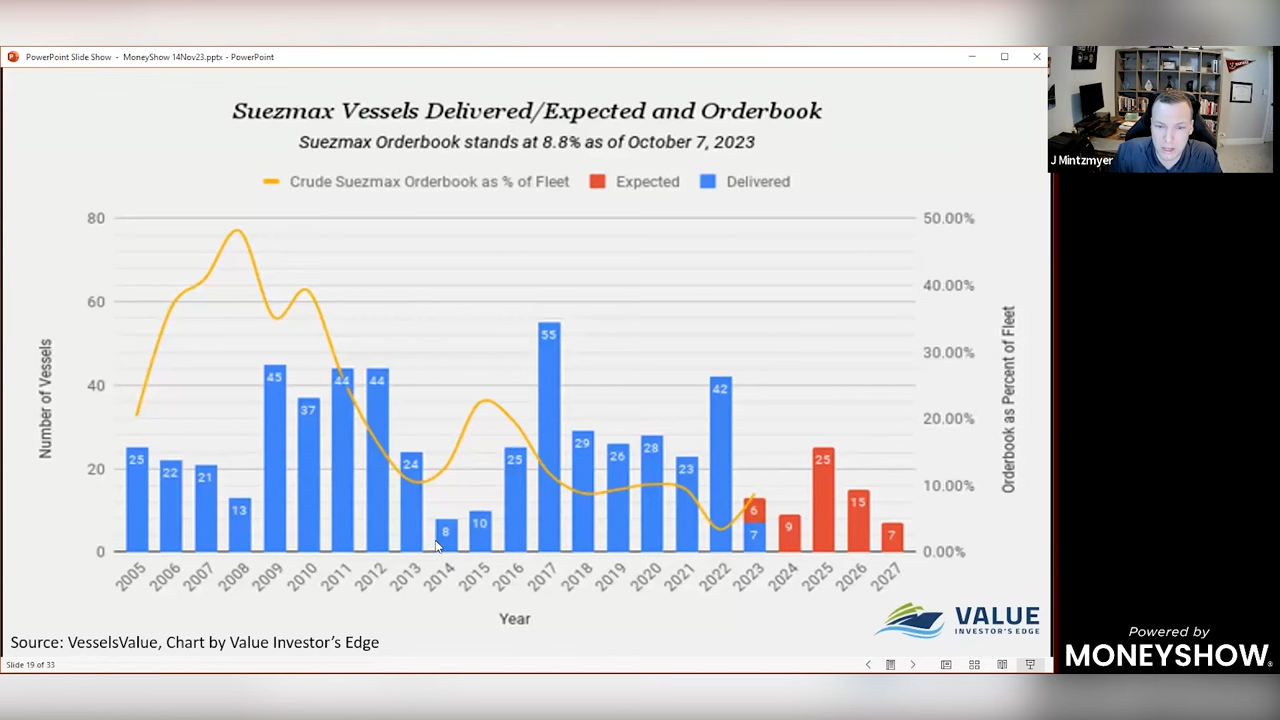 PowerPoint Slide Show - MoneyShow 14Nov23.pptx - PowerPoint
J Mintzmyer
Suezmax Vessels Delivered/Expected and Orderbook
Suezmax Orderbook stands at 8.8% as of October 7, 2023
Crude Suezmax Orderbook as % of Fleet Expected Delivered
Number of Vessels
80
60
40
20
0
50.00%
40.00%
30.00%
20.00%
10.00%
0.00%
Orderbook as Percent of Fleet
25 22 21 13 45 37 44 44 24 8 10 25 55 29 26 28 23 42 6 7 9 25 15 7
2005 2006 2007 2008 2009 2010 2011 2012 2013 2014 2015 2016 2017 2018 2019 2020 2021 2022 2023 2024 2025 2026 2027
Year
VALUE
INVESTOR'S EDGE
Source: VesselsValue, Chart by Value Investor's Edge
Slide 19 of 33
Powered by
MONEYSHOW®